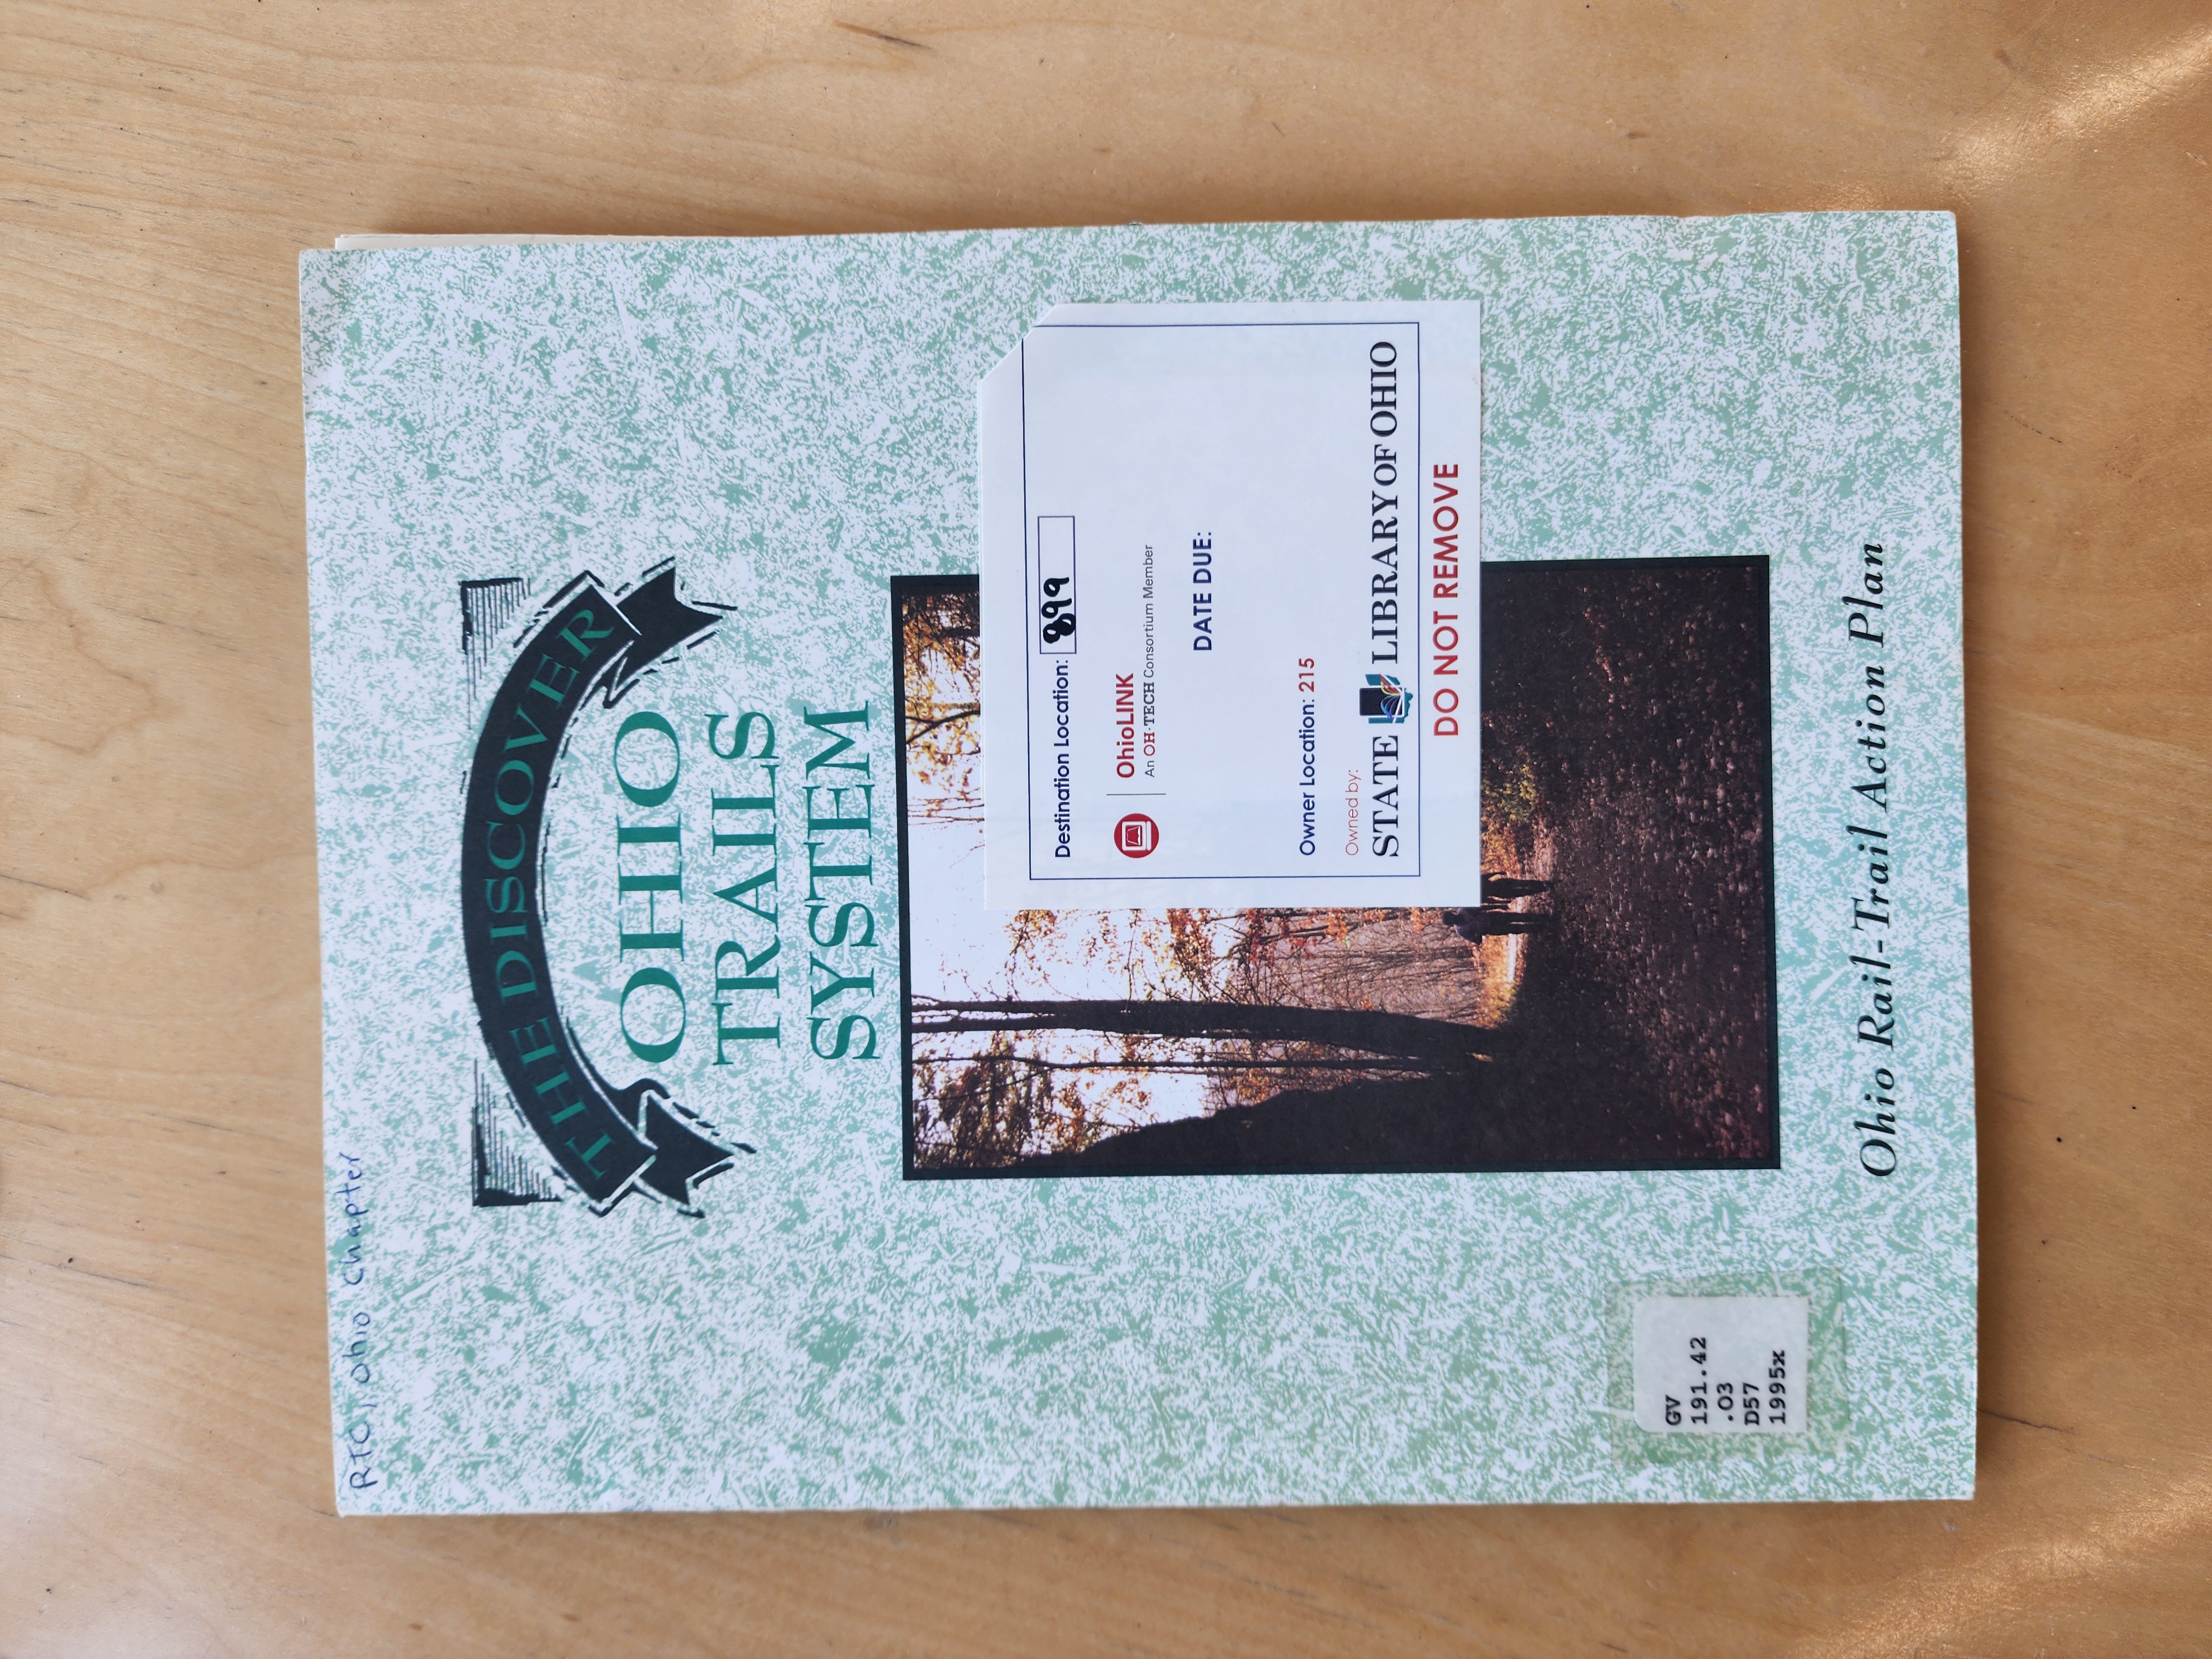 RTC, Ohio Chapter
THE DISCOVER
OHIO
TRAILS
SYSTEM
Destination Location: 899
OhioLINK
An OH·TECH Consortium Member
DATE DUE:
Owner Location: 215
Owned by:
STATE LIBRARY OF OHIO
DO NOT REMOVE
GV
191.42
.O3
D57
1995x
Ohio Rail-Trail Action Plan